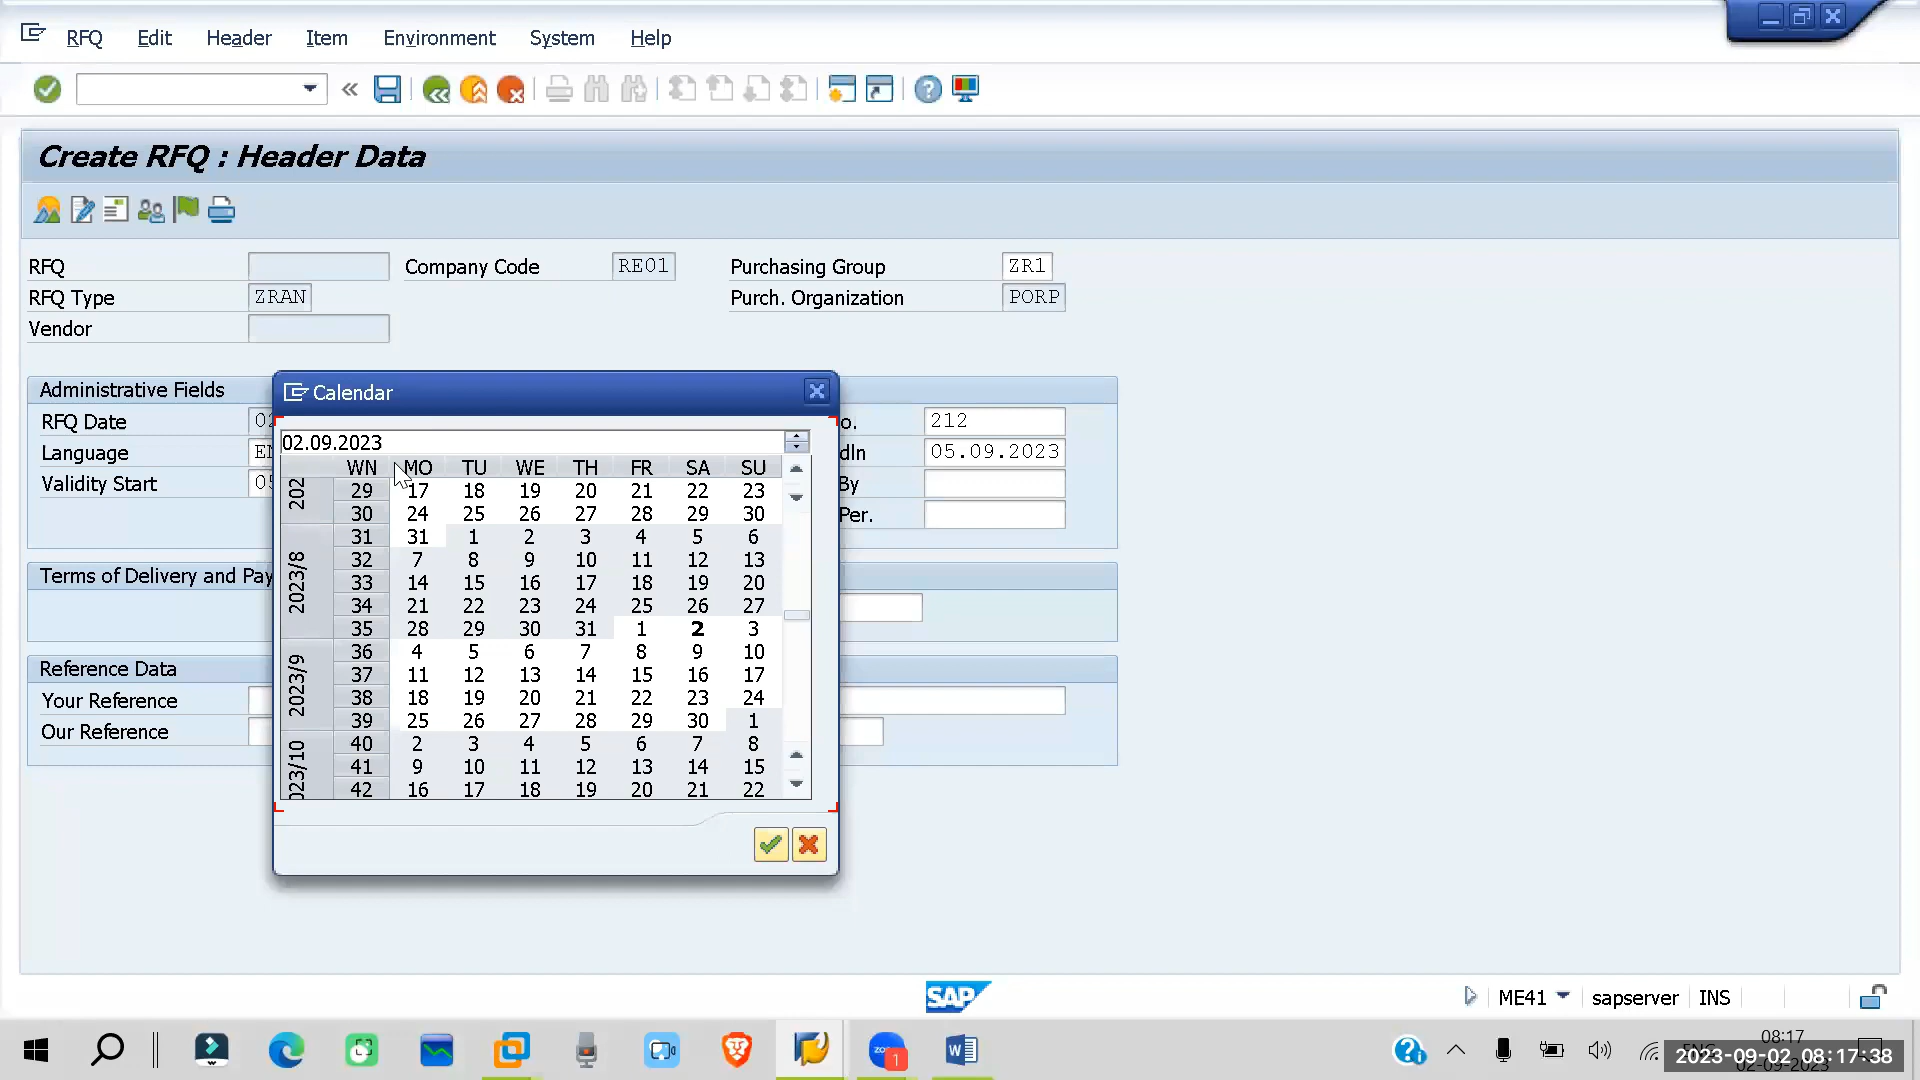 RFQ Edit Header Item Environment System Help
Create RFQ : Header Data
RFQ Company Code RE01 Purchasing Group ZR1
RFQ Type ZRAN Purch. Organization PORP
Vendor
Administrative Fields
RFQ Date
Language
Validity Start
212
05.09.2023
By
Per.
Terms of Delivery and Pay
Reference Data
Your Reference
Our Reference
Calendar
02.09.2023
WN MO TU WE TH FR SA SU
202 29 17 18 19 20 21 22 23
30 24 25 26 27 28 29 30
31 31 1 2 3 4 5 6
2023/8 32 7 8 9 10 11 12 13
33 14 15 16 17 18 19 20
34 21 22 23 24 25 26 27
35 28 29 30 31 1 2 3
36 4 5 6 7 8 9 10
2023/9 37 11 12 13 14 15 16 17
38 18 19 20 21 22 23 24
39 25 26 27 28 29 30 1
40 2 3 4 5 6 7 8
023/10 41 9 10 11 12 13 14 15
42 16 17 18 19 20 21 22
SAP
ME41 sapserver INS
08:17
2023-09-02 08:17:38